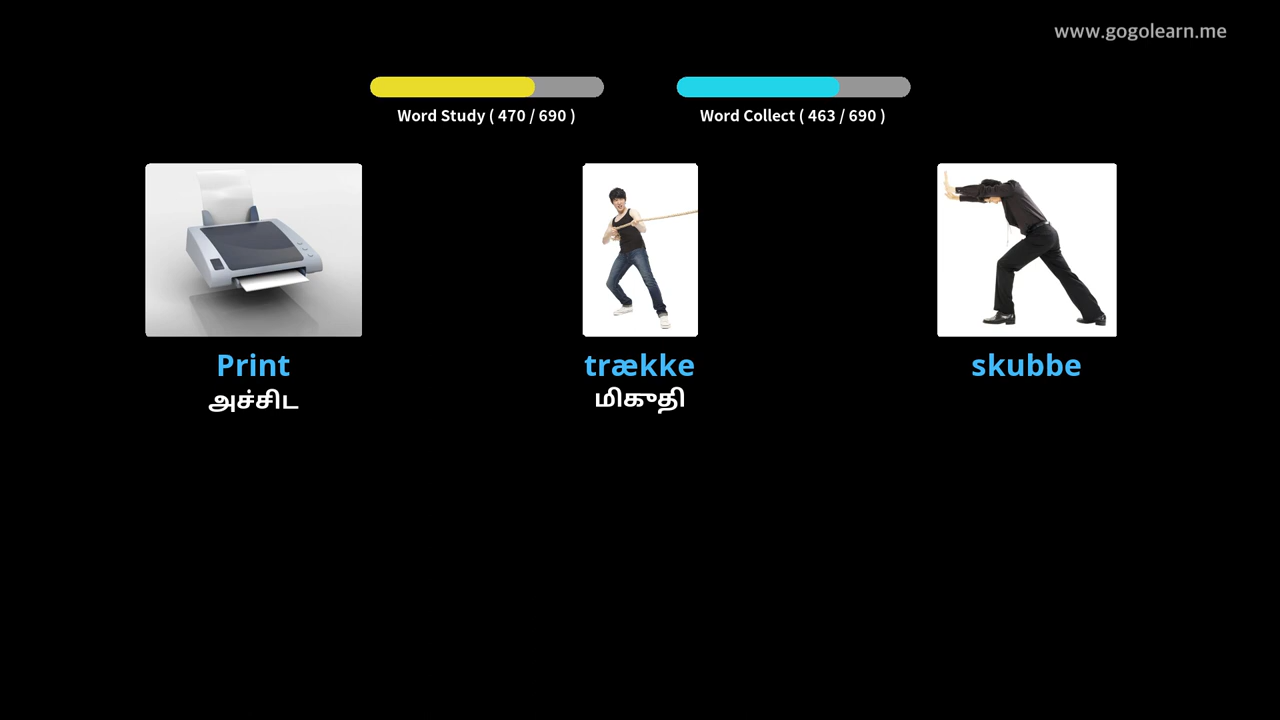 www.gogolearn.me
Word Study ( 470 / 690 )
Word Collect ( 463 / 690 )
Print
அச்சிட
trække
மிகுதி
skubbe